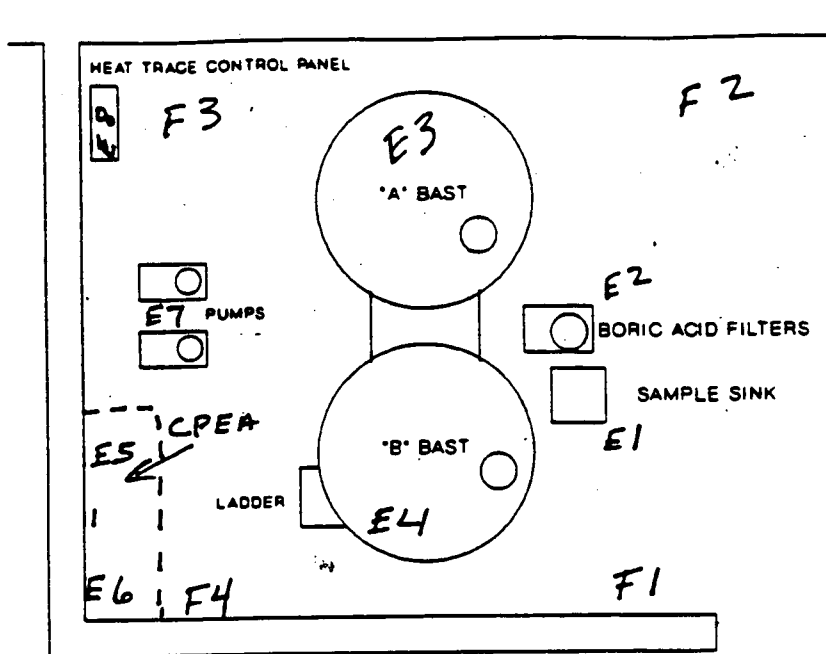 HEAT TRACE CONTROL PANEL
E8
F3
F2
E3
"A" BAST
E2
E7 PUMPS
BORIC ACID FILTERS
SAMPLE SINK
CPEA
E1
E5
"B" BAST
LADDER
E4
E6
F4
F1